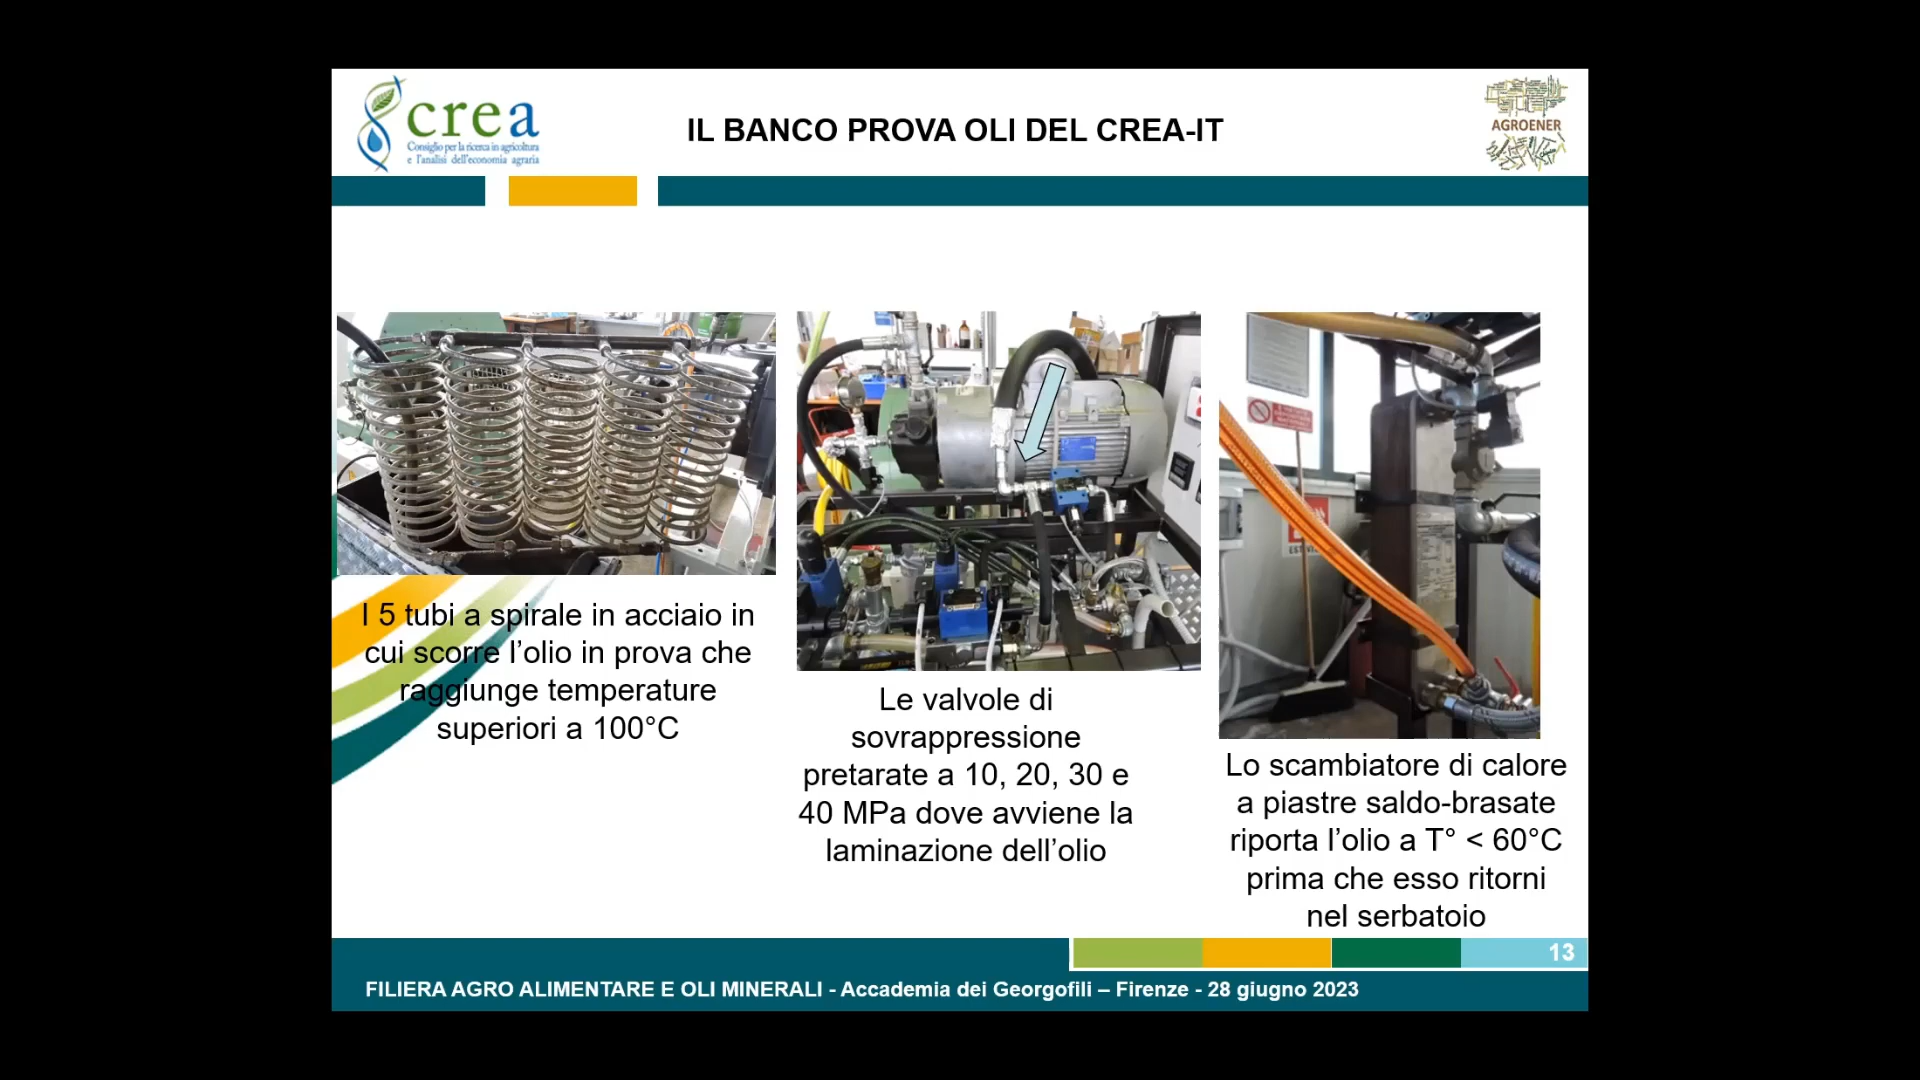 crea
Consiglio per la ricerca in agricoltura
e l'analisi dell'economia agraria
IL BANCO PROVA OLI DEL CREA-IT
AGROENER
I 5 tubi a spirale in acciaio in
cui scorre l’olio in prova che
raggiunge temperature
superiori a 100°C
Le valvole di
sovrappressione
pretarate a 10, 20, 30 e
40 MPa dove avviene la
laminazione dell’olio
Lo scambiatore di calore
a piastre saldo-brasate
riporta l’olio a T° < 60°C
prima che esso ritorni
nel serbatoio
13
FILIERA AGRO ALIMENTARE E OLI MINERALI - Accademia dei Georgofili – Firenze - 28 giugno 2023